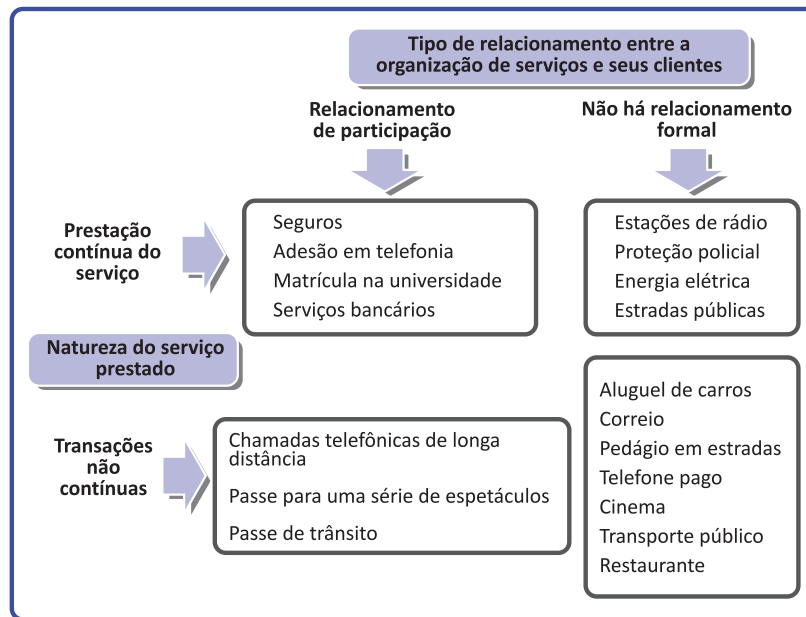 Tipo de relacionamento entre a
organização de serviços e seus clientes
Relacionamento
de participação
Não há relacionamento
formal
Prestação
contínua do
serviço
Seguros
Adesão em telefonia
Matrícula na universidade
Serviços bancários
Estações de rádio
Proteção policial
Energia elétrica
Estradas públicas
Natureza do serviço
prestado
Transações
não
contínuas
Chamadas telefônicas de longa
distância
Passe para uma série de espetáculos
Passe de trânsito
Aluguel de carros
Correio
Pedágio em estradas
Telefone pago
Cinema
Transporte público
Restaurante